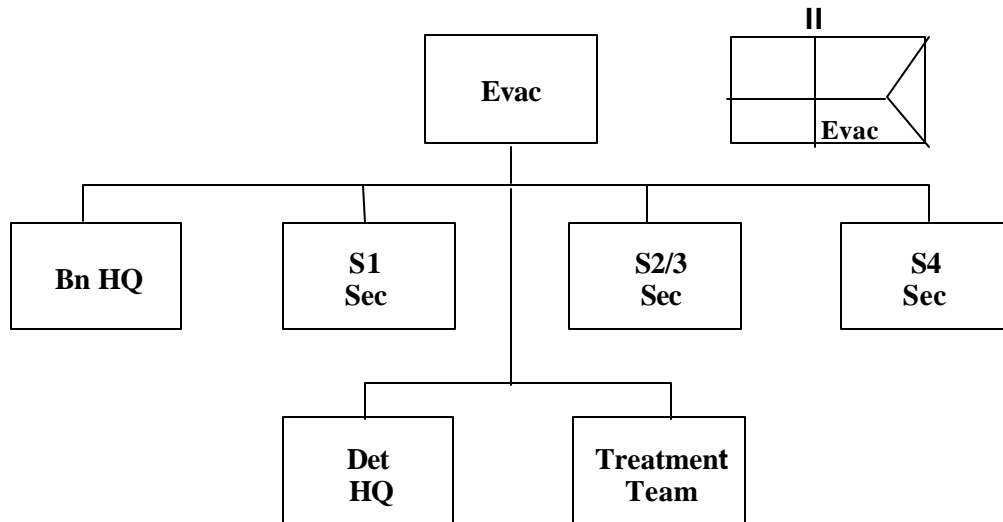 II
Evac
Evac
Bn HQ
S1
Sec
S2/3
Sec
S4
Sec
Det
HQ
Treatment
Team